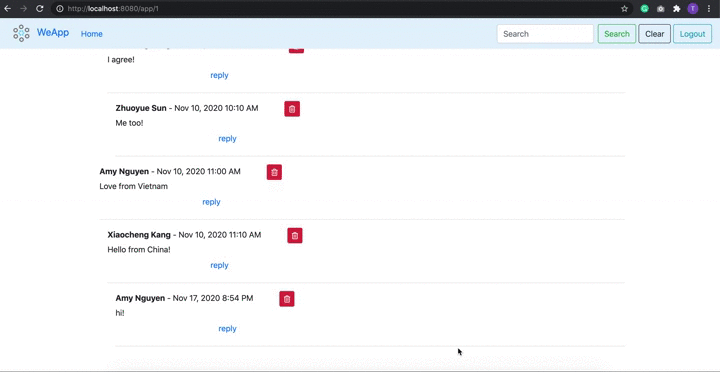 http://localhost:8080/app/1
T
WeApp
Home
Search
Search
Clear
Logout
I agree!
reply
Zhuoyue Sun - Nov 10, 2020 10:10 AM
Me too!
reply
Amy Nguyen - Nov 10, 2020 11:00 AM
Love from Vietnam
reply
Xiaocheng Kang - Nov 10, 2020 11:10 AM
Hello from China!
reply
Amy Nguyen - Nov 17, 2020 8:54 PM
hi!
reply